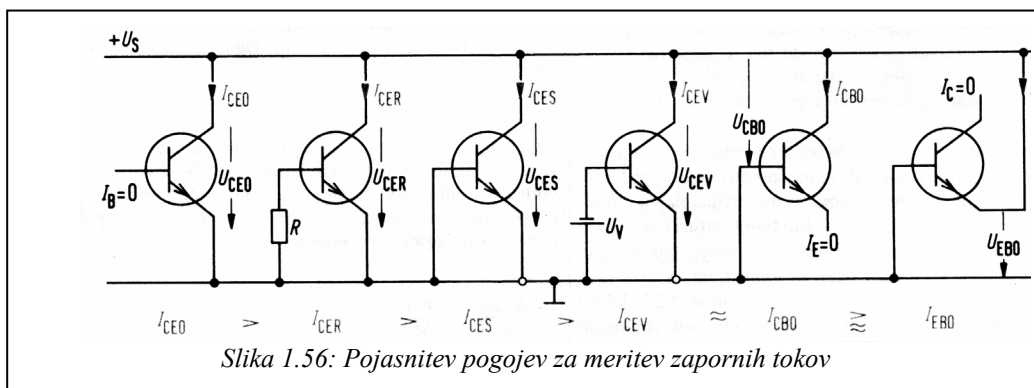 +U_S
I_CEO I_CER I_CES I_CEV I_CBO I_C=0
U_CBO
U_CEO U_CER U_CES U_CEV
I_B=0 R U_V I_E=0 U_EBO
I_CEO > I_CER > I_CES > I_CEV ≈ I_CBO ⪎ I_EBO
Slika 1.56: Pojasnitev pogojev za meritev zapornih tokov